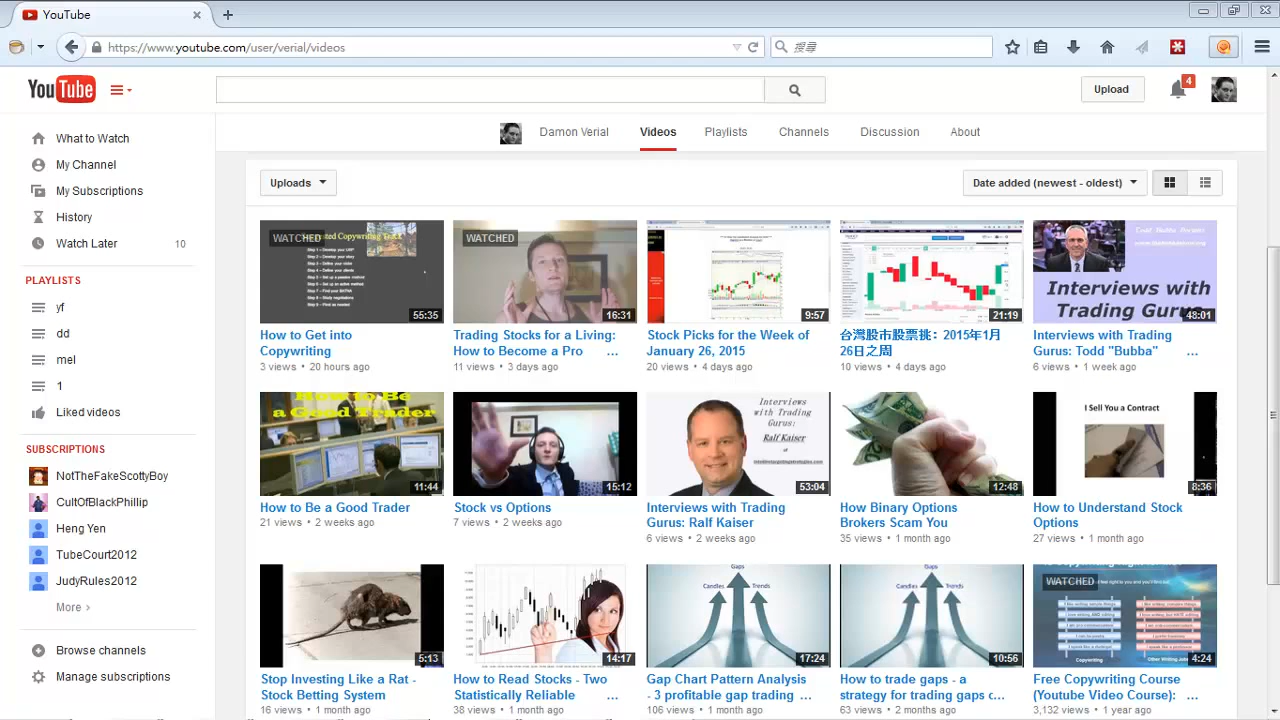 YouTube
https://www.youtube.com/user/verial/videos
搜尋
YouTube
Upload
4
What to Watch
My Channel
My Subscriptions
History
Watch Later 10
PLAYLISTS
yf
dd
mel
1
Liked videos
SUBSCRIPTIONS
NotTheFakeScottyBoy
CultOfBlackPhillip
Heng Yen
TubeCourt2012
JudyRules2012
More ›
Browse channels
Manage subscriptions
Damon Verial Videos Playlists Channels Discussion About
Uploads
Date added (newest - oldest)
WATCHED
55:35
How to Get into
Copywriting
3 views • 20 hours ago
WATCHED
16:31
Trading Stocks for a Living:
How to Become a Pro ...
11 views • 3 days ago
9:57
Stock Picks for the Week of
January 26, 2015
20 views • 4 days ago
21:19
台灣股市股票挑：2015年1月
26日之周
10 views • 4 days ago
Interviews with
Trading Gurus
48:01
Interviews with Trading
Gurus: Todd "Bubba" ...
6 views • 1 week ago
How to Be
a Good Trader
11:44
How to Be a Good Trader
21 views • 2 weeks ago
15:12
Stock vs Options
7 views • 2 weeks ago
Interviews
with Trading
Gurus:
Ralf Kaiser
of
53:04
Interviews with Trading
Gurus: Ralf Kaiser
6 views • 2 weeks ago
12:48
How Binary Options
Brokers Scam You
35 views • 1 month ago
I Sell You a Contract
8:36
How to Understand Stock
Options
27 views • 1 month ago
5:13
Stop Investing Like a Rat -
Stock Betting System
16 views • 1 month ago
14:17
How to Read Stocks - Two
Statistically Reliable ...
38 views • 1 month ago
Gaps
Candles Trends
17:24
Gap Chart Pattern Analysis
- 3 profitable gap trading ...
106 views • 1 month ago
Gaps
Candles Trends
10:56
How to trade gaps - a
strategy for trading gaps c...
63 views • 2 months ago
WATCHED
Copywriting
4:24
Free Copywriting Course
(Youtube Video Course): ...
3,132 views • 1 year ago